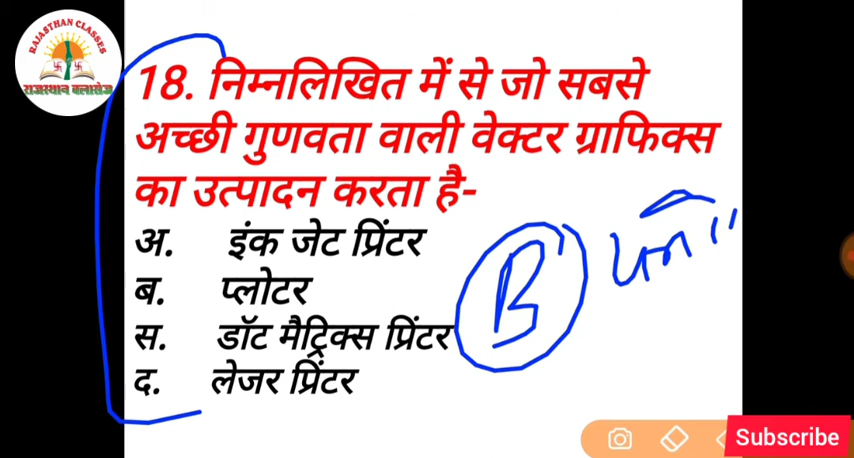 RAJASTHAN CLASSES
राजस्थान क्लासेज
18. निम्नलिखित में से जो सबसे
अच्छी गुणवता वाली वेक्टर ग्राफिक्स
का उत्पादन करता है-
अ. इंक जेट प्रिंटर
ब. प्लोटर
स. डॉट मैट्रिक्स प्रिंटर
द. लेजर प्रिंटर
B
Subscribe